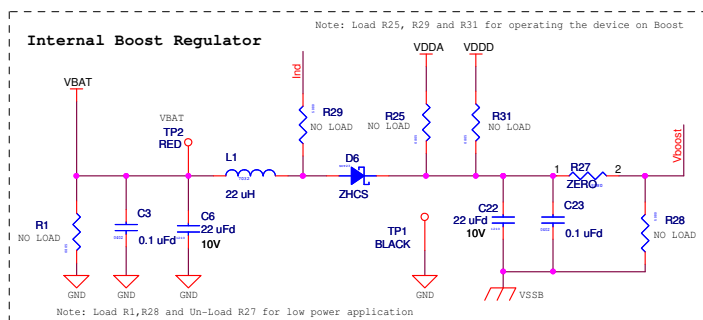 Note: Load R25, R29 and R31 for operating the device on Boost
Internal Boost Regulator
VBAT
Ind
VDDA
VDDD
Vboost
VBAT
TP2
RED
R29
NO LOAD
R25
NO LOAD
R31
NO LOAD
L1
22 uH
D6
ZHCS
1
R27
2
ZERO
R1
NO LOAD
C3
0.1 uFd
C6
22 uFd
10V
TP1
BLACK
C22
22 uFd
10V
C23
0.1 uFd
R28
NO LOAD
GND
GND
GND
GND
VSSB
Note: Load R1,R28 and Un-Load R27 for low power application